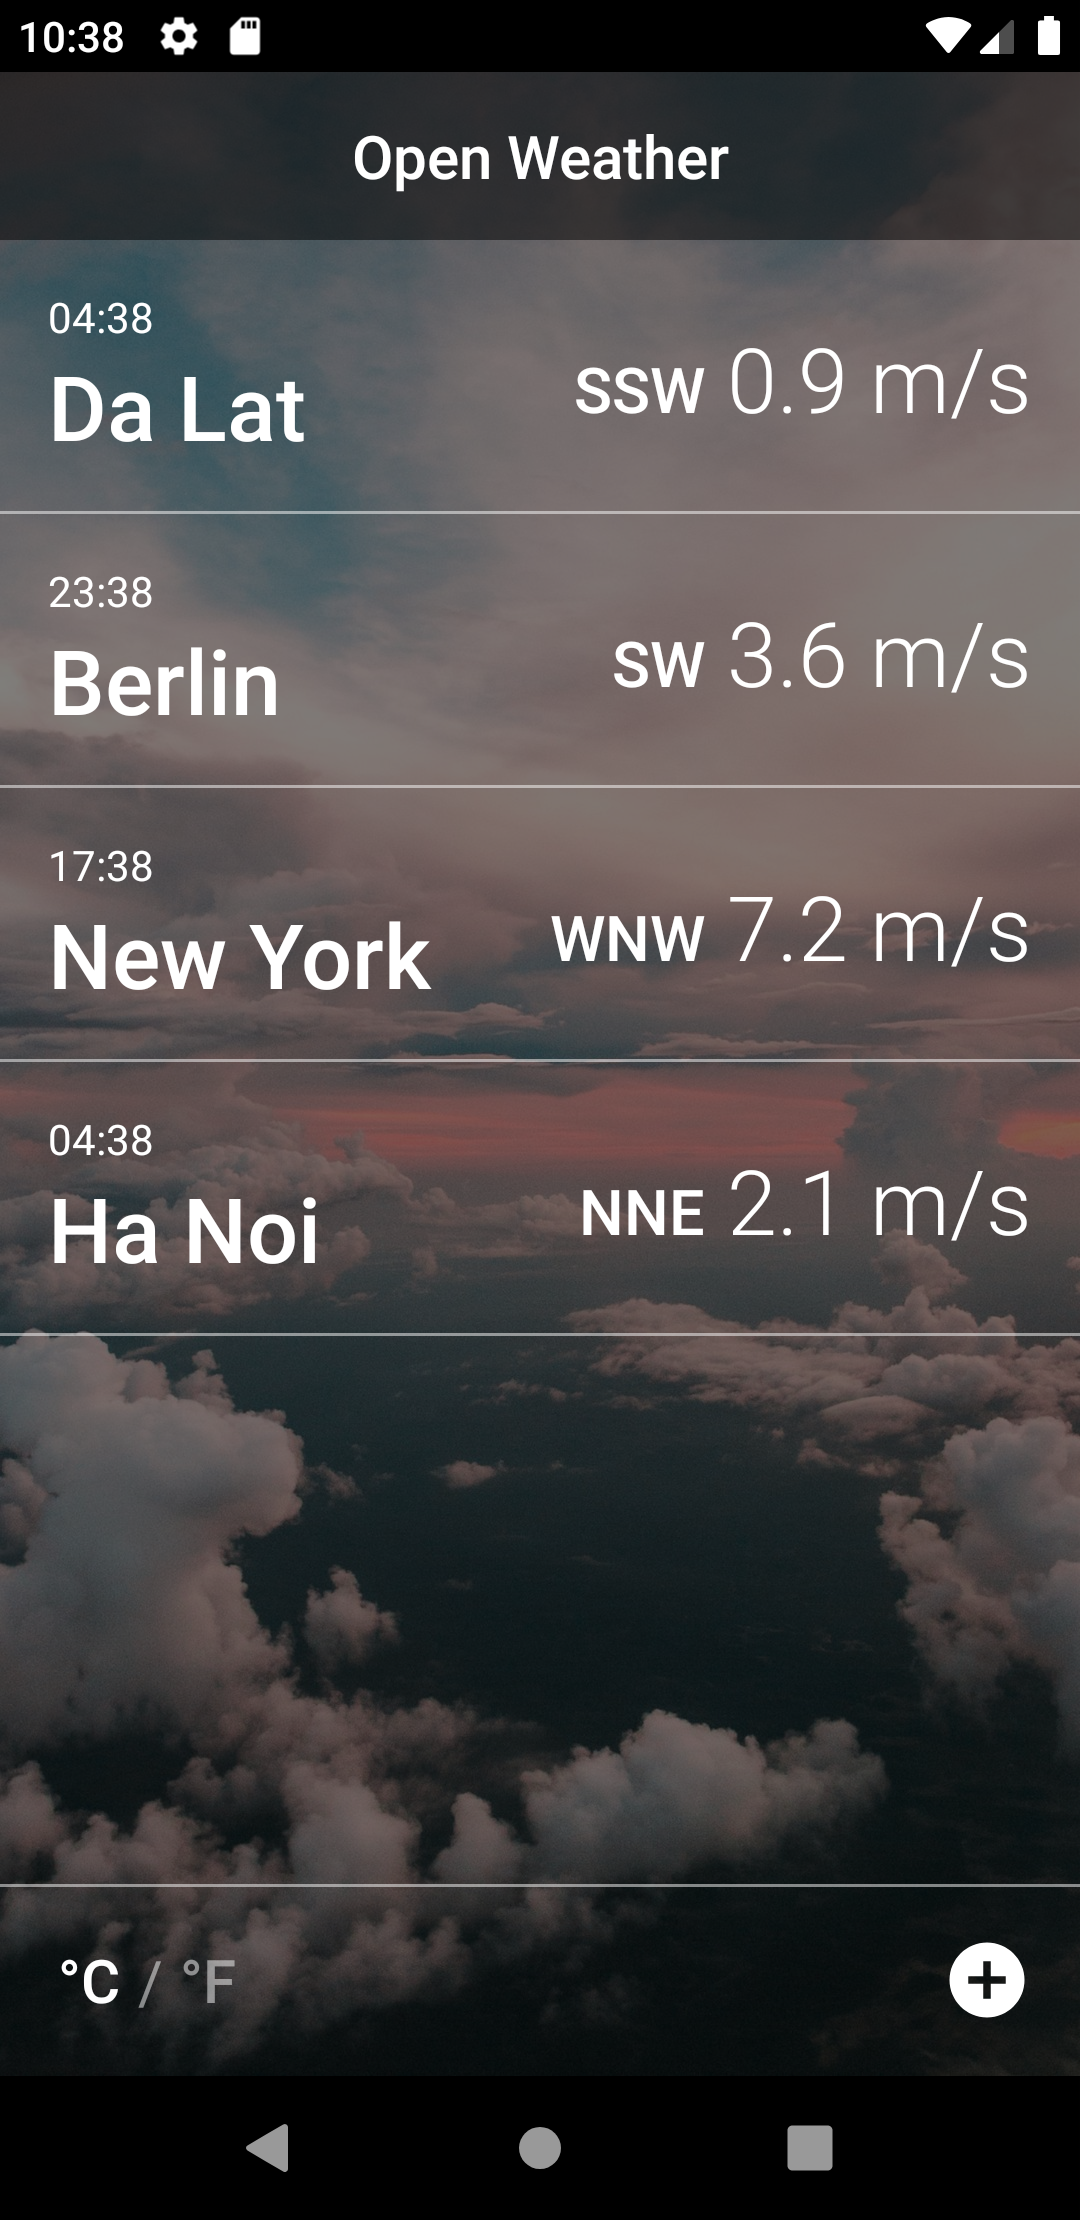 10:38
Open Weather
04:38
Da Lat
SSW 0.9 m/s
23:38
Berlin
SW 3.6 m/s
17:38
New York
WNW 7.2 m/s
04:38
Ha Noi
NNE 2.1 m/s
°C / °F